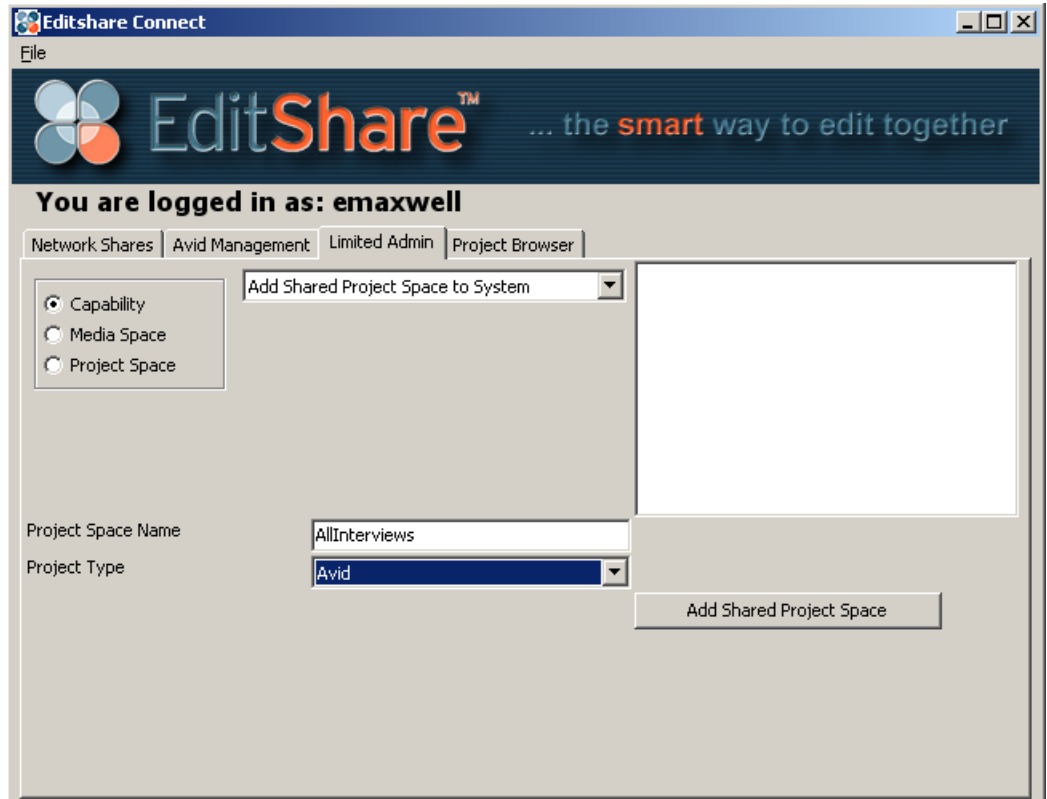 Editshare Connect
File
EditShare™ ... the smart way to edit together
You are logged in as: emaxwell
Network Shares Avid Management Limited Admin Project Browser
Capability
Media Space
Project Space
Add Shared Project Space to System
Project Space Name AllInterviews
Project Type Avid
Add Shared Project Space